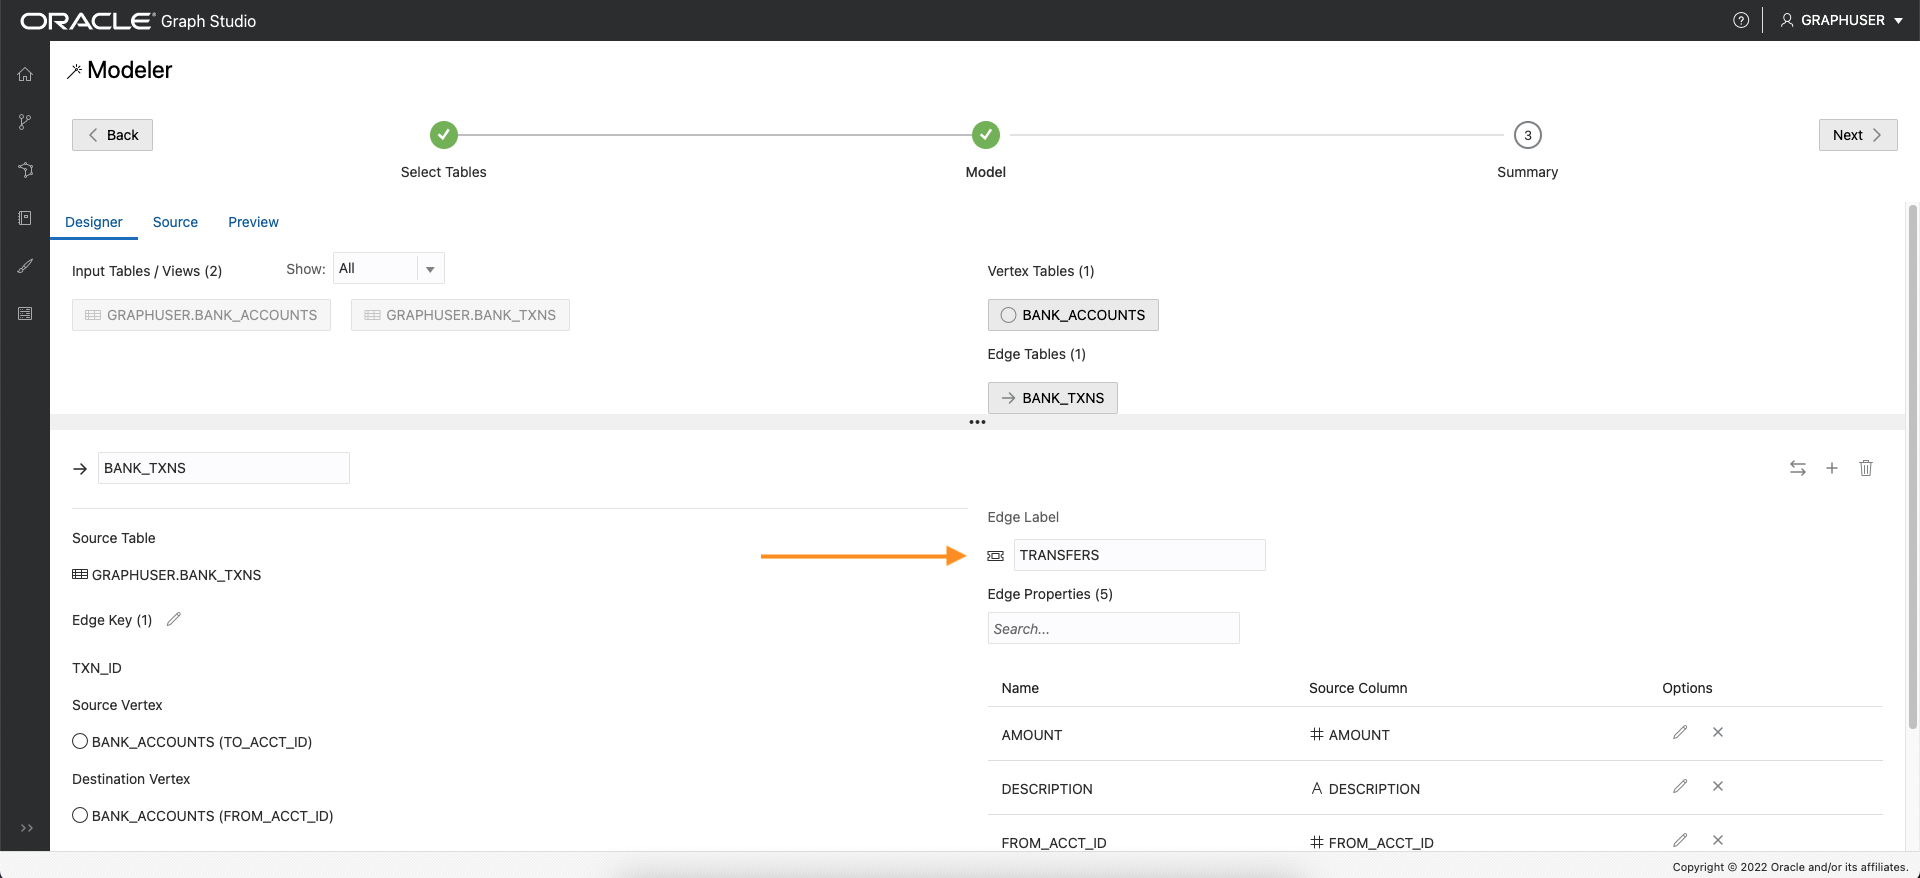 ORACLE Graph Studio
GRAPHUSER
Modeler
Back
Next
3
Select Tables
Model
Summary
Designer
Source
Preview
Input Tables / Views (2)
Show:
All
GRAPHUSER.BANK_ACCOUNTS
GRAPHUSER.BANK_TXNS
Vertex Tables (1)
BANK_ACCOUNTS
Edge Tables (1)
BANK_TXNS
BANK_TXNS
Source Table
GRAPHUSER.BANK_TXNS
Edge Key (1)
TXN_ID
Source Vertex
BANK_ACCOUNTS (TO_ACCT_ID)
Destination Vertex
BANK_ACCOUNTS (FROM_ACCT_ID)
Edge Label
TRANSFERS
Edge Properties (5)
Search...
Name Source Column Options
AMOUNT # AMOUNT
DESCRIPTION A DESCRIPTION
FROM_ACCT_ID # FROM_ACCT_ID
Copyright © 2022 Oracle and/or its affiliates.